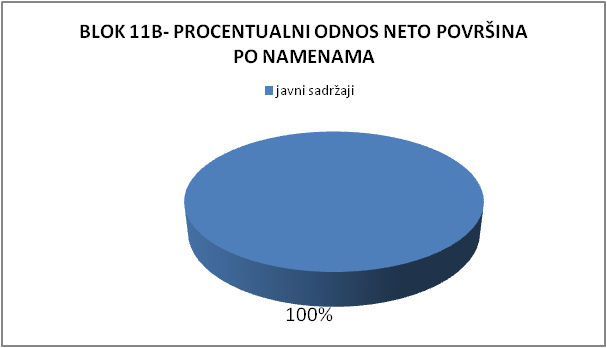 BLOK 11B- PROCENTUALNI ODNOS NETO POVRŠINA
PO NAMENAMA
javni sadržaji
100%